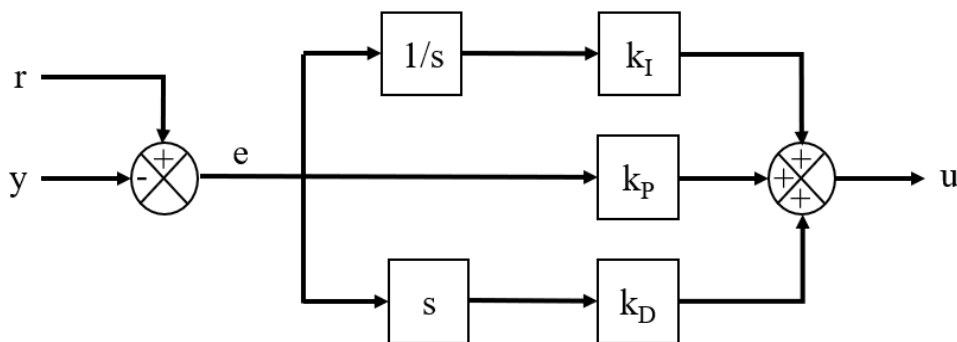 1/s
k_I
r
+
e
+
y
-
k_P
+
u
+
s
k_D